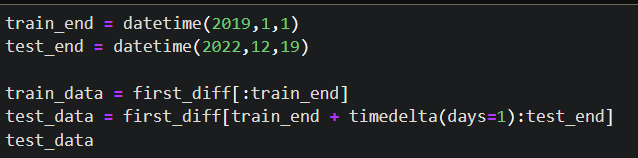 train_end = datetime(2019,1,1)
test_end = datetime(2022,12,19)
train_data = first_diff[:train_end]
test_data = first_diff[train_end + timedelta(days=1):test_end]
test_data